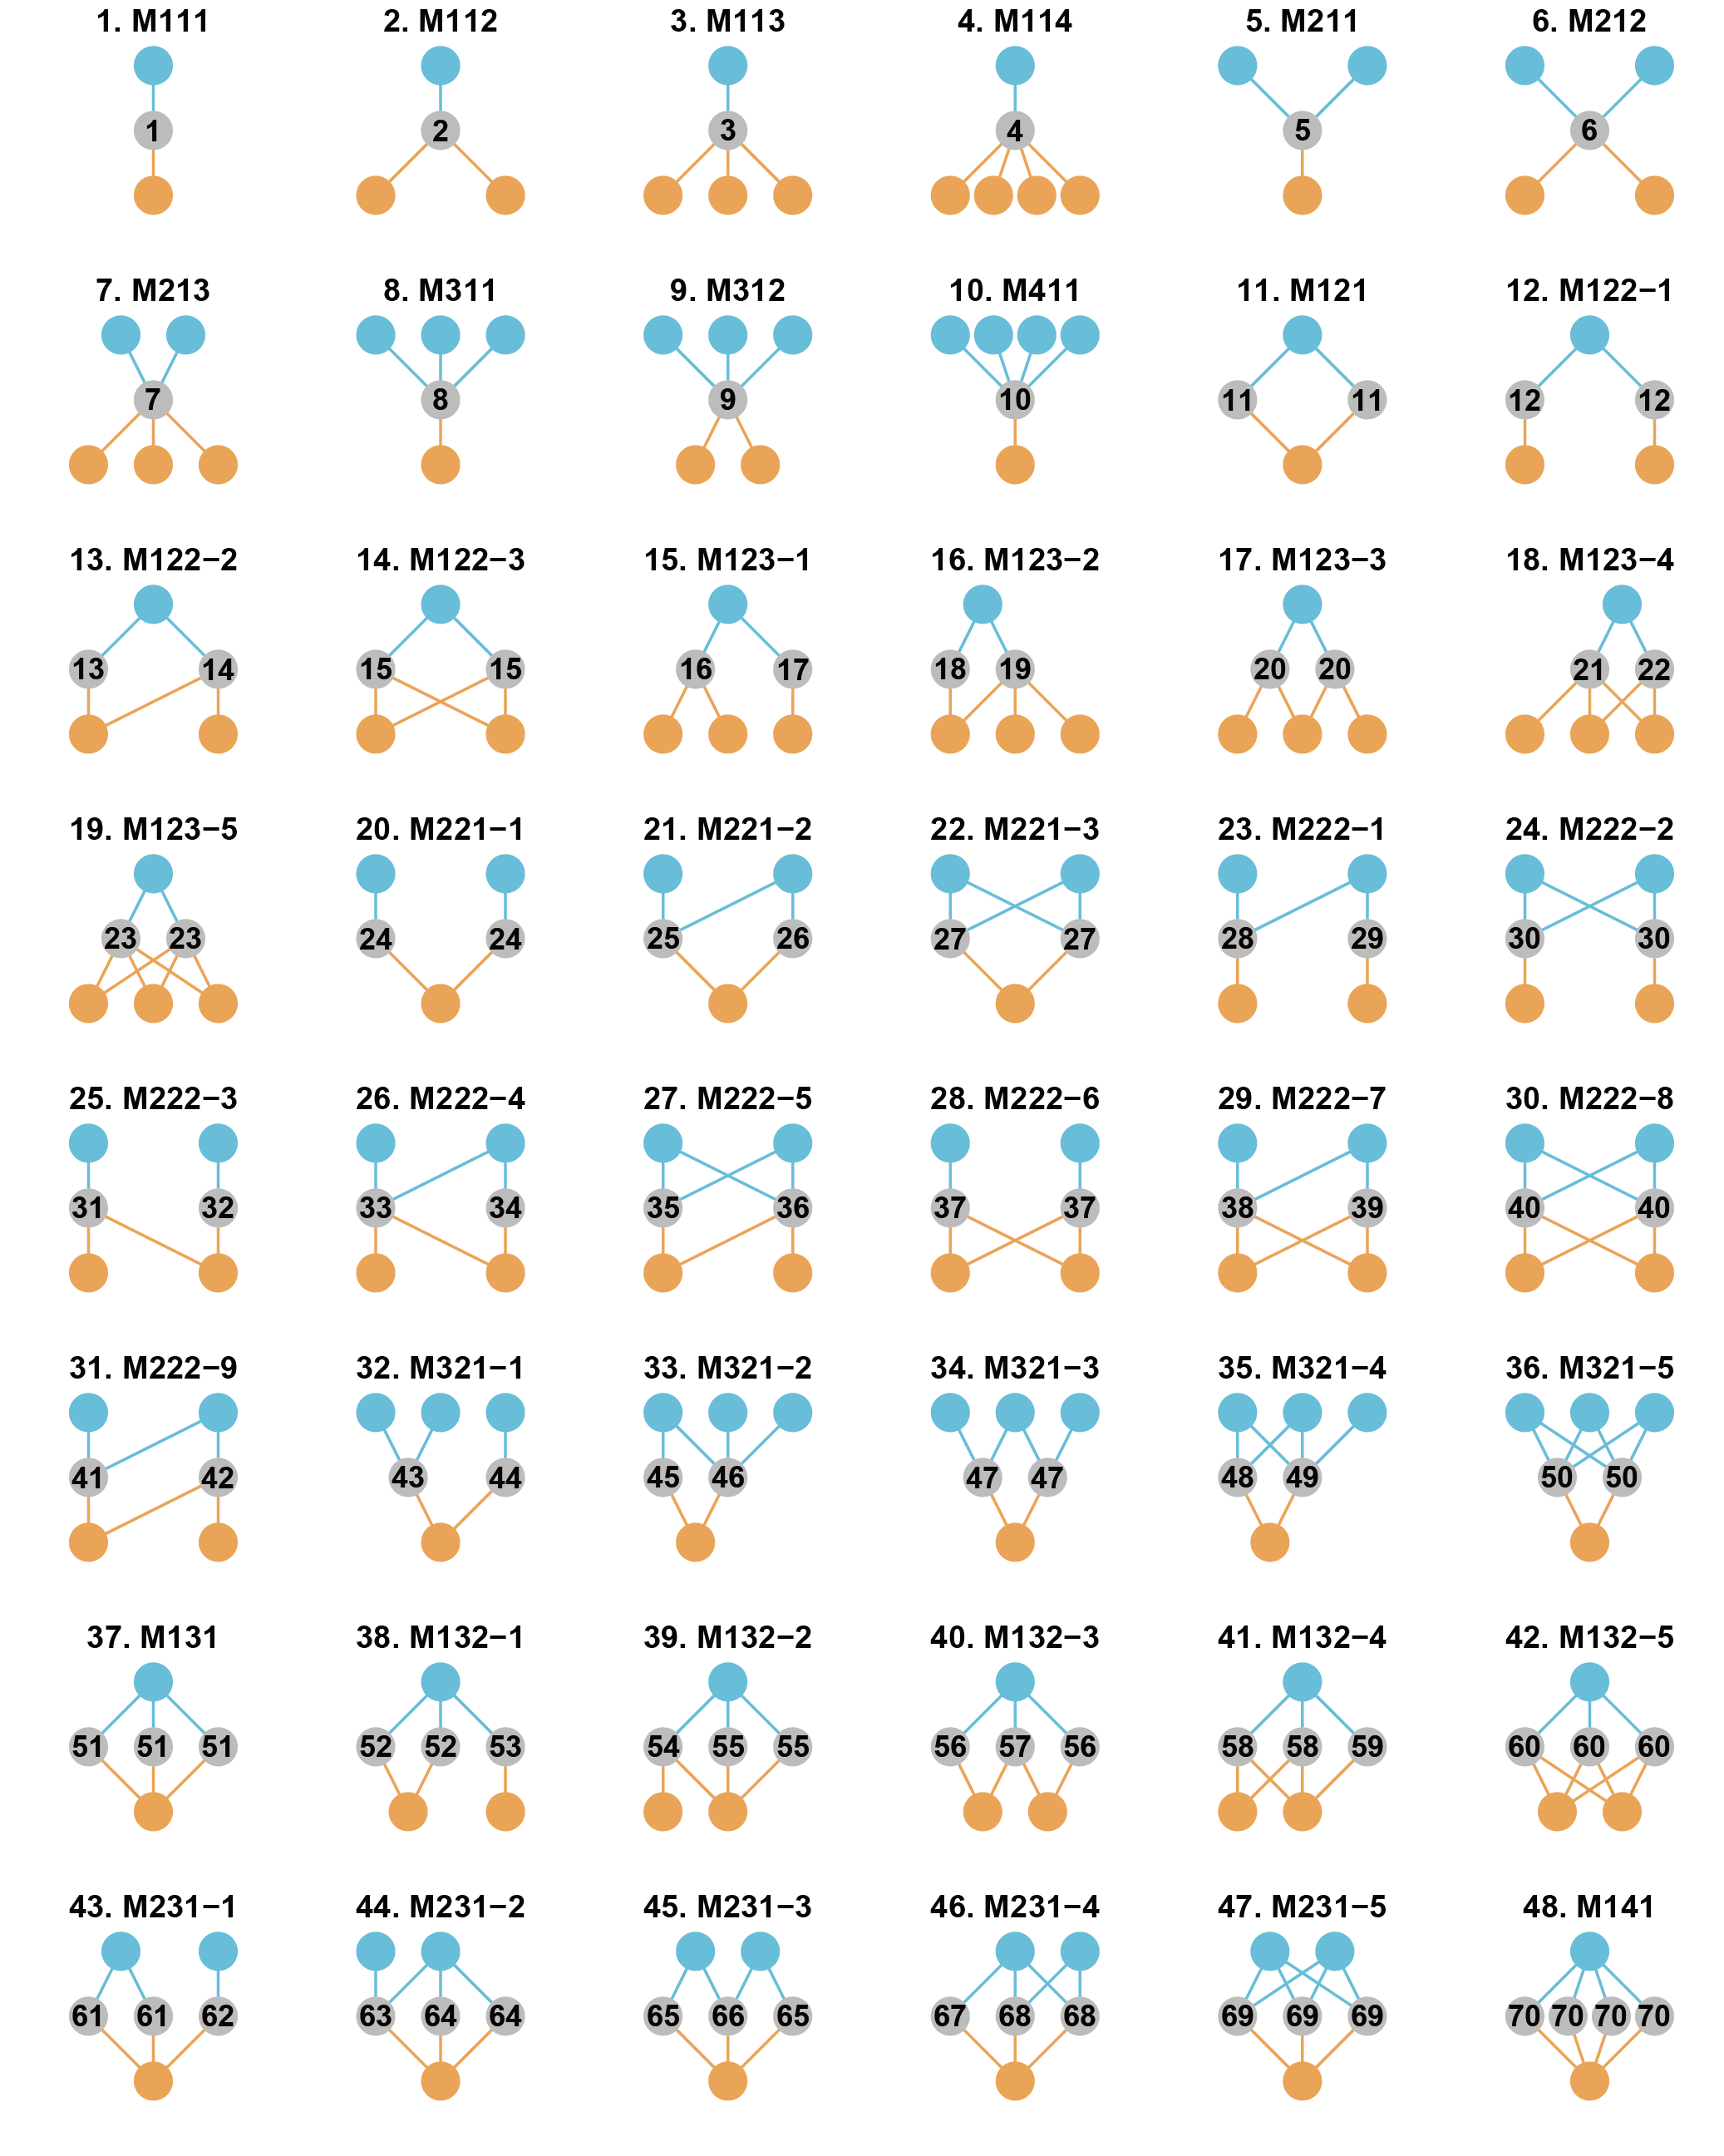 1. M111 2. M112 3. M113 4. M114 5. M211 6. M212
1 2 3 4 5 6
7. M213 8. M311 9. M312 10. M411 11. M121 12. M122−1
7 8 9 10 11 11 12 12
13. M122−2 14. M122−3 15. M123−1 16. M123−2 17. M123−3 18. M123−4
13 14 15 15 16 17 18 19 20 20 21 22
19. M123−5 20. M221−1 21. M221−2 22. M221−3 23. M222−1 24. M222−2
23 23 24 24 25 26 27 27 28 29 30 30
25. M222−3 26. M222−4 27. M222−5 28. M222−6 29. M222−7 30. M222−8
31 32 33 34 35 36 37 37 38 39 40 40
31. M222−9 32. M321−1 33. M321−2 34. M321−3 35. M321−4 36. M321−5
41 42 43 44 45 46 47 47 48 49 50 50
37. M131 38. M132−1 39. M132−2 40. M132−3 41. M132−4 42. M132−5
51 51 51 52 52 53 54 55 55 56 57 56 58 58 59 60 60 60
43. M231−1 44. M231−2 45. M231−3 46. M231−4 47. M231−5 48. M141
61 61 62 63 64 64 65 66 65 67 68 68 69 69 69 70 70 70 70